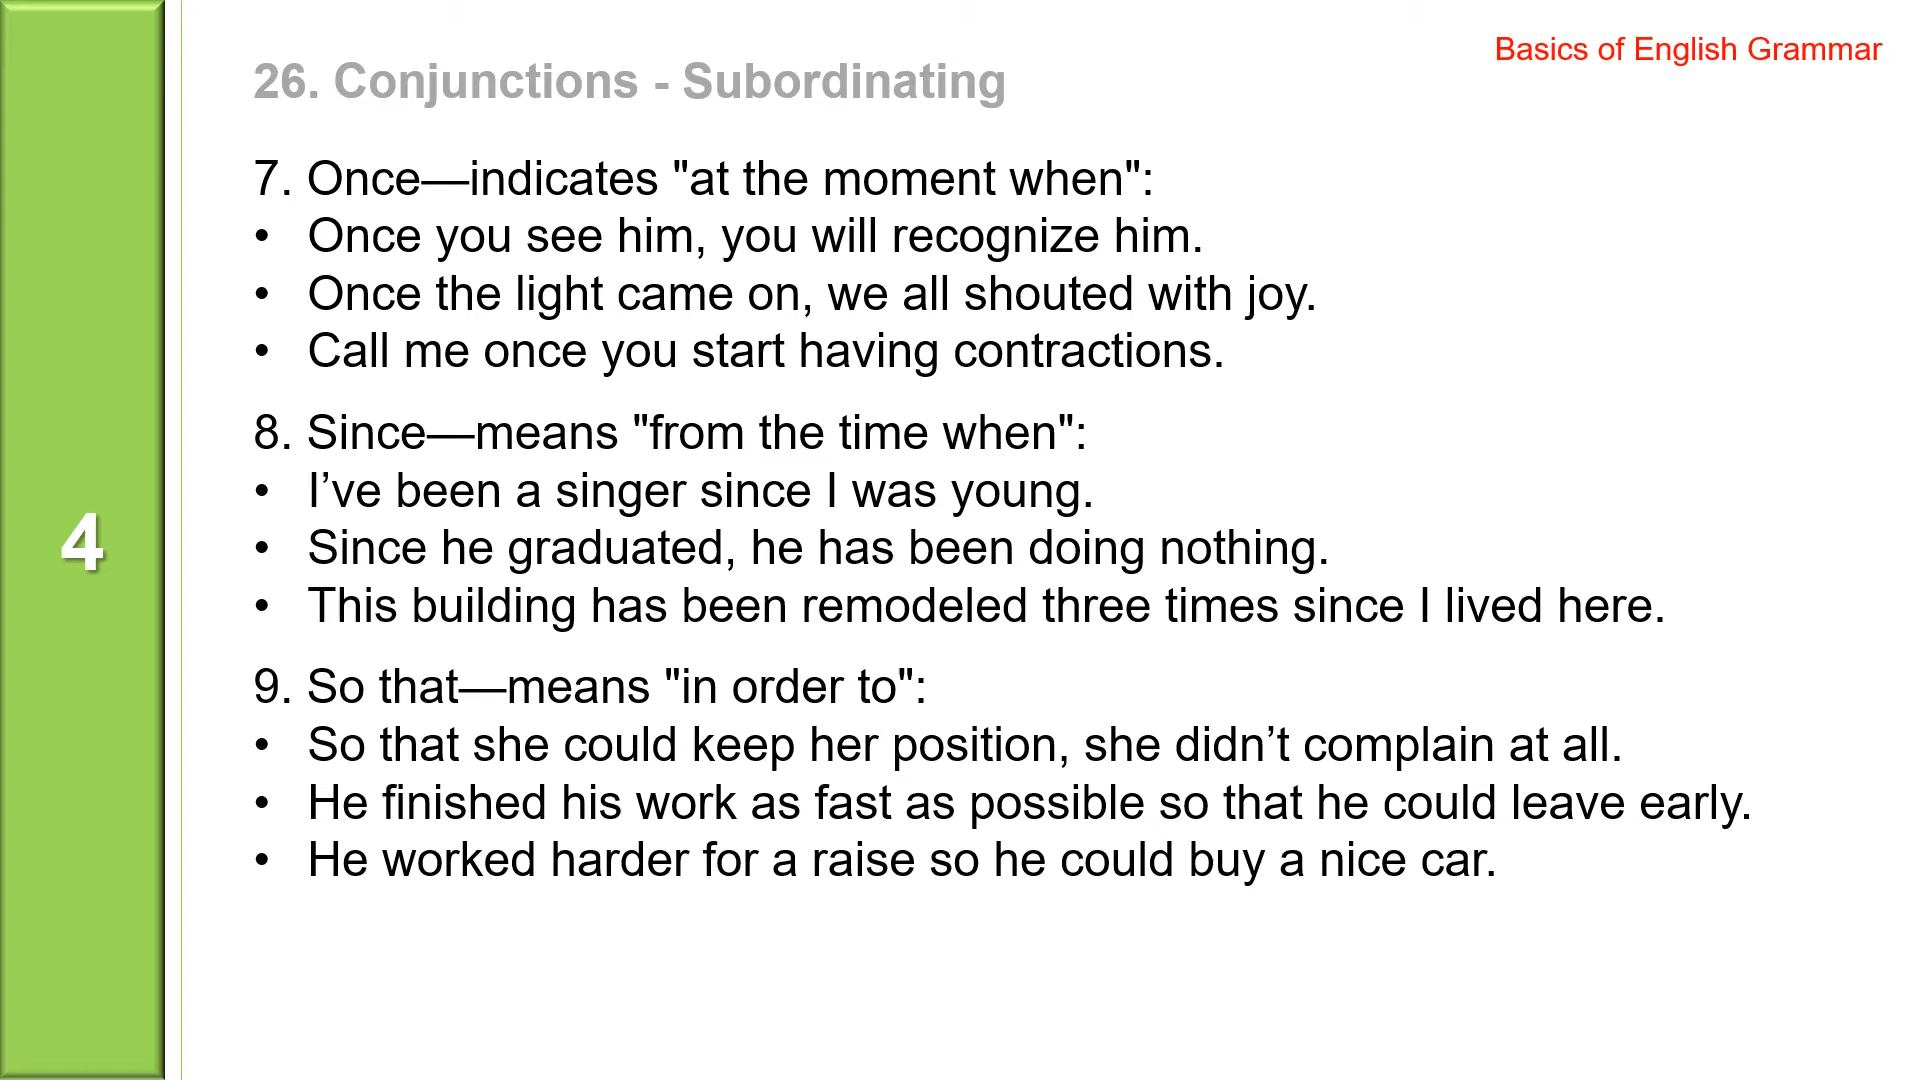 Basics of English Grammar
26. Conjunctions - Subordinating
7. Once—indicates "at the moment when":
• Once you see him, you will recognize him.
• Once the light came on, we all shouted with joy.
• Call me once you start having contractions.
8. Since—means "from the time when":
• I’ve been a singer since I was young.
• Since he graduated, he has been doing nothing.
• This building has been remodeled three times since I lived here.
9. So that—means "in order to":
• So that she could keep her position, she didn’t complain at all.
• He finished his work as fast as possible so that he could leave early.
• He worked harder for a raise so he could buy a nice car.
4